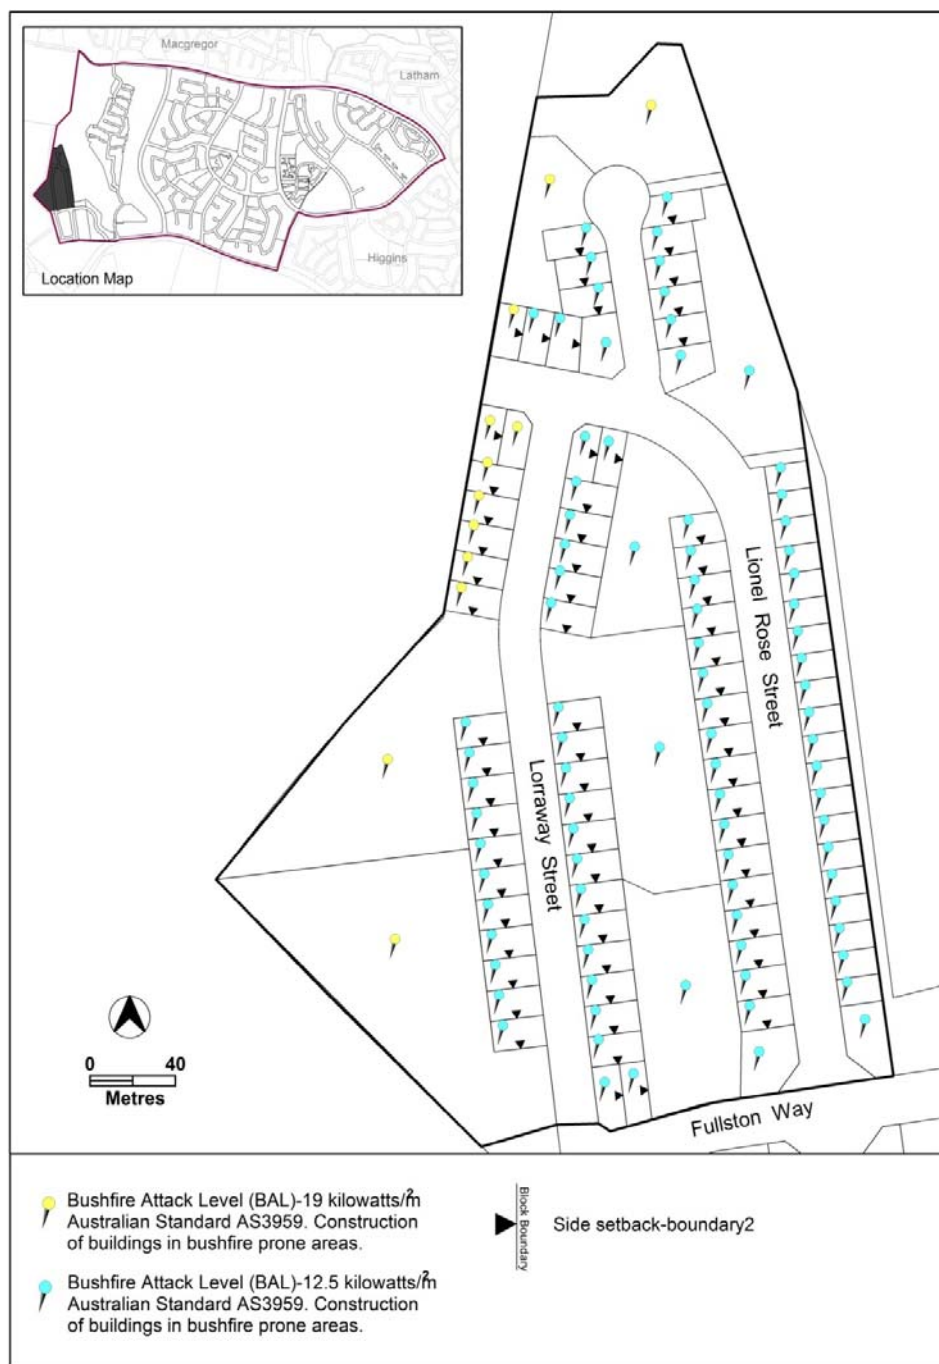 Macgregor
Latham
Higgins
Location Map
Lionel Rose Street
Lorraway Street
0 40
Metres
Fullston Way
Bushfire Attack Level (BAL)-19 kilowatts/m²
Australian Standard AS3959. Construction
of buildings in bushfire prone areas.
Block Boundary
Side setback-boundary2
Bushfire Attack Level (BAL)-12.5 kilowatts/m²
Australian Standard AS3959. Construction
of buildings in bushfire prone areas.